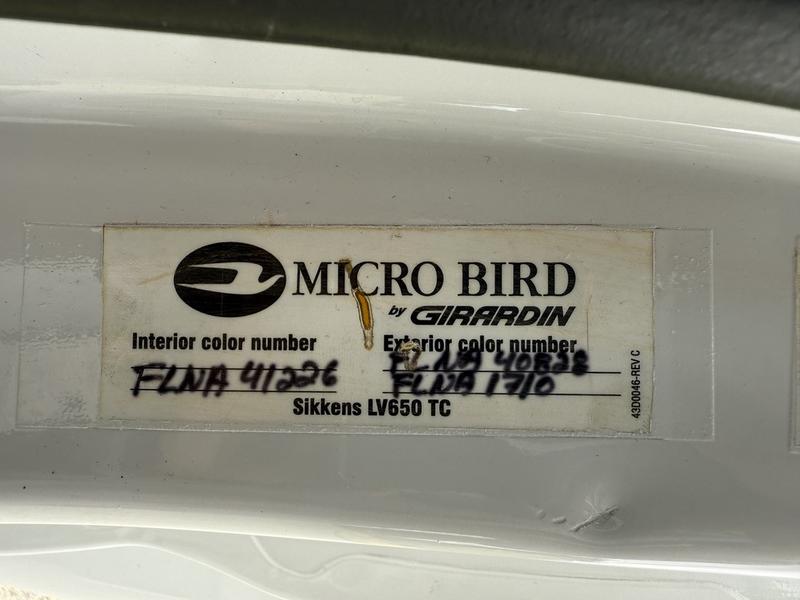 MICRO BIRD
by GIRARDIN
Interior color number
Exterior color number
FLNA 41226
FLNA 40828
FLNA 1710
Sikkens LV650 TC
43D0046-REV C